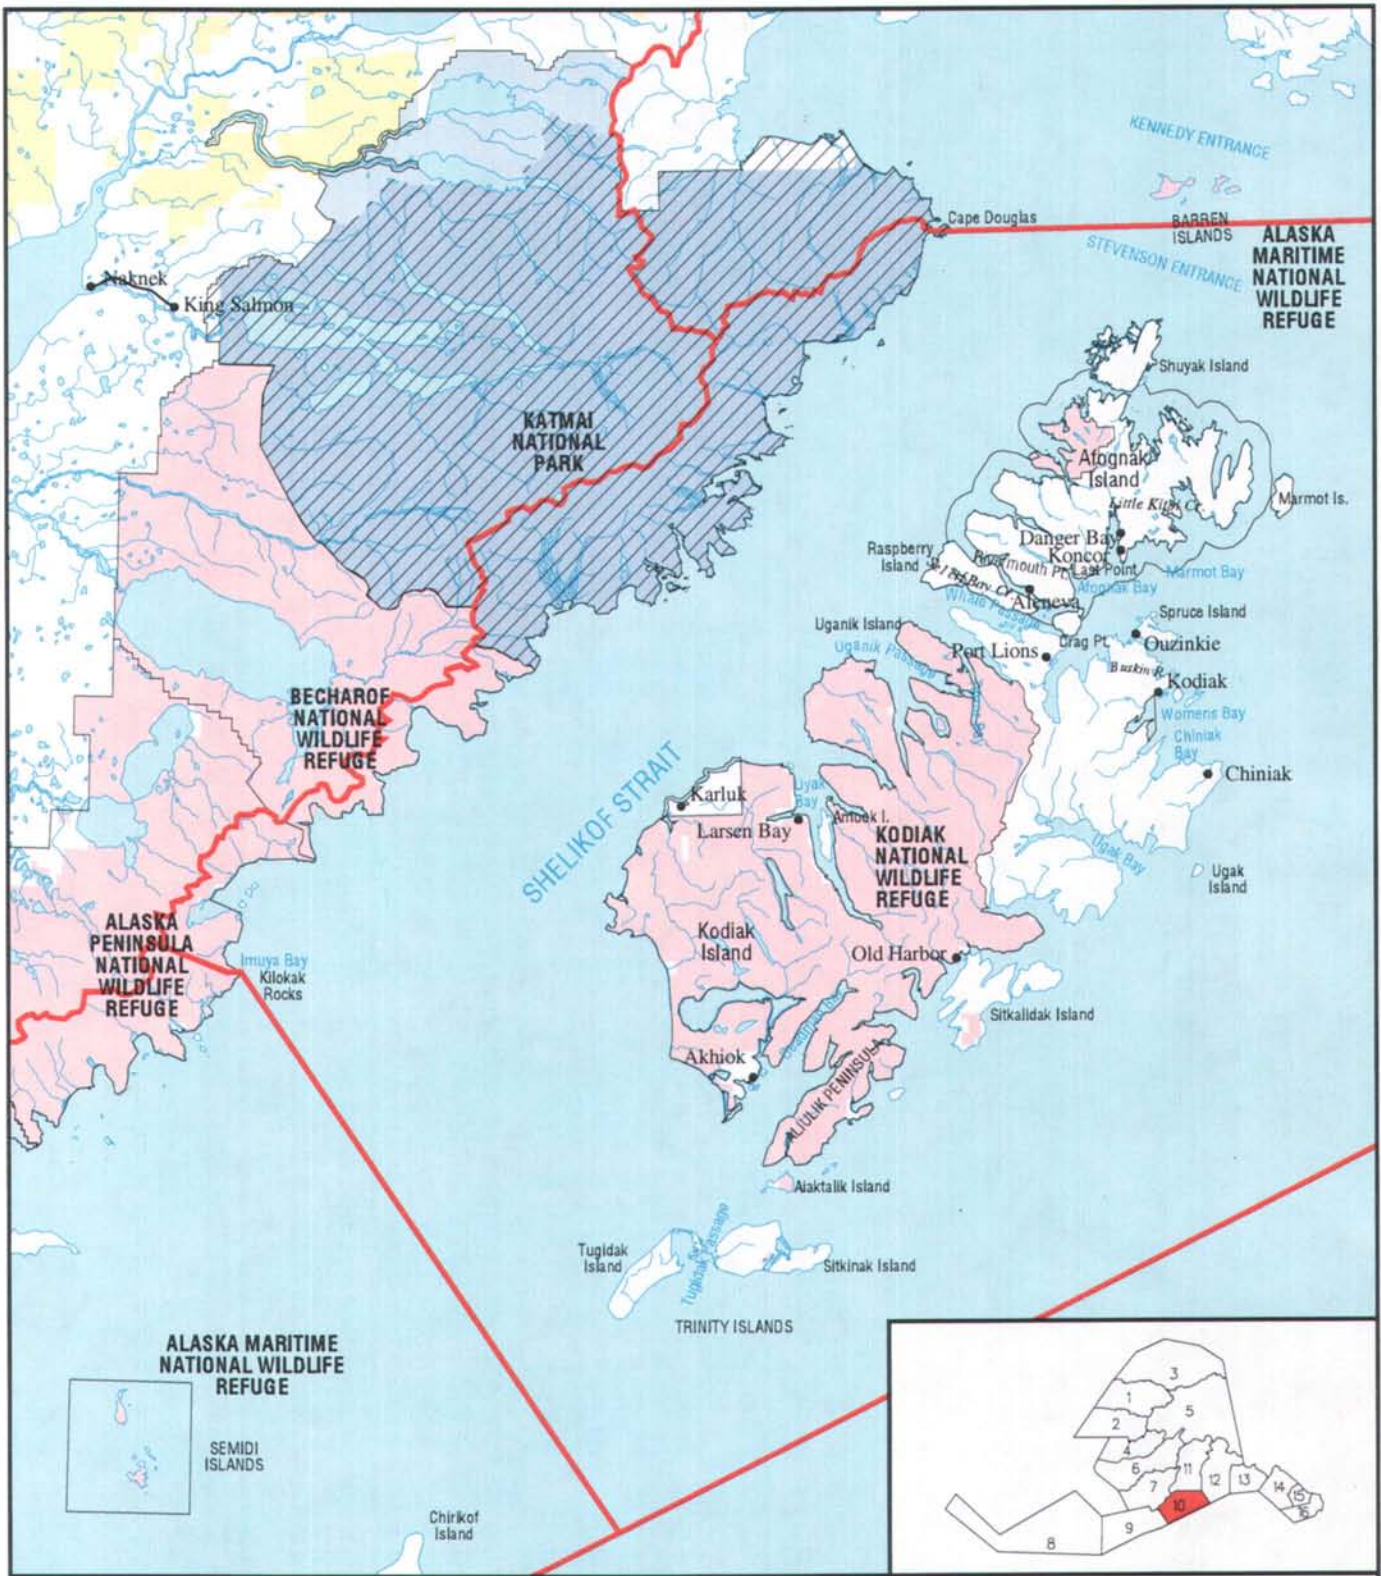 KENNEDY ENTRANCE
BARREN
ISLANDS
Cape Douglas
STEVENSON ENTRANCE
ALASKA
MARITIME
NATIONAL
WILDLIFE
REFUGE
Naknek
King Salmon
KATMAI
NATIONAL
PARK
Shuyak Island
Afognak
Island
Marmot Is.
Little Kitoi Cr.
Danger Bay
Koncor
Raspberry
Island
Last Point
Marmot Bay
Afognak Bay
Aleneva
Whale Passage
Spruce Island
Uganik Island
Uganik Passage
Port Lions
Crag Pt.
Ouzinkie
Buskin R.
Kodiak
Womens Bay
Chiniak
Bay
Chiniak
BECHAROF
NATIONAL
WILDLIFE
REFUGE
SHELIKOF STRAIT
Karluk
Uyak
Bay
Larsen Bay
Amook I.
KODIAK
NATIONAL
WILDLIFE
REFUGE
Ugak Bay
Ugak
Island
ALASKA
PENINSULA
NATIONAL
WILDLIFE
REFUGE
Imuya Bay
Kilokak
Rocks
Kodiak
Island
Old Harbor
Sitkalidak Island
Akhiok
Deadman Bay
ALIULIK PENINSULA
Aiaktalik Island
Tugidak
Island
Tugidak Passage
Sitkinak Island
TRINITY ISLANDS
ALASKA MARITIME
NATIONAL WILDLIFE
REFUGE
SEMIDI
ISLANDS
Chirikof
Island
3
1
5
2
4
6
11
7
12
13
14
15
16
10
9
8